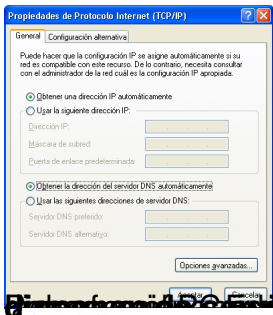 Propiedades de Protocolo Internet (TCP/IP)
General Configuración alternativa
Puede hacer que la configuración IP se asigne automáticamente si su
red es compatible con este recurso. De lo contrario, necesita consultar
con el administrador de la red cuál es la configuración IP apropiada.
Obtener una dirección IP automáticamente
Usar la siguiente dirección IP:
Dirección IP:
Máscara de subred:
Puerta de enlace predeterminada:
Obtener la dirección del servidor DNS automáticamente
Usar las siguientes direcciones de servidor DNS:
Servidor DNS preferido:
Servidor DNS alternativo:
Opciones avanzadas...
Aceptar Cancelar